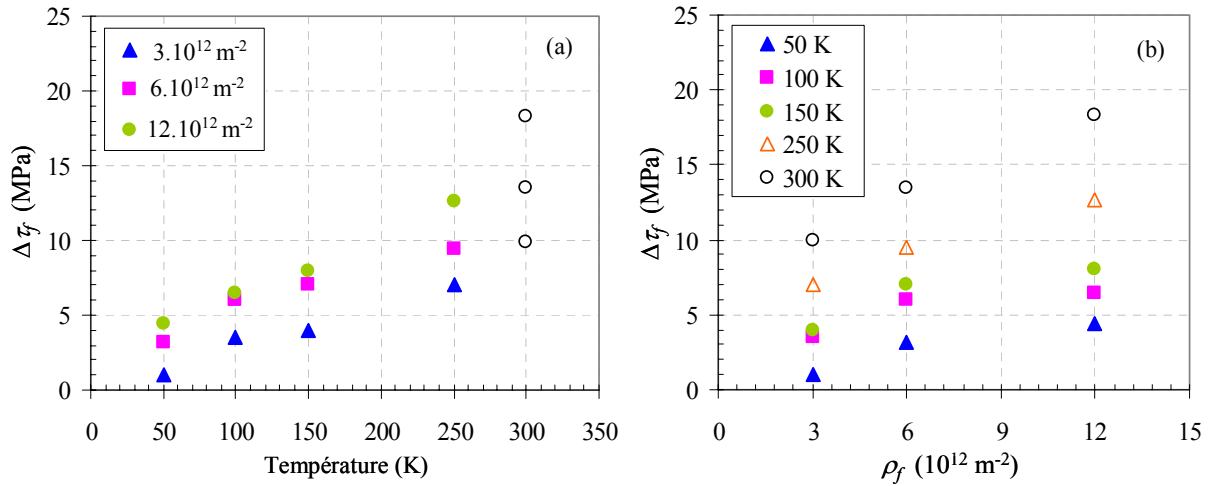 25
20
15
10
5
0
Δτf (MPa)
3.10¹² m⁻²
6.10¹² m⁻²
12.10¹² m⁻²
(a)
0 50 100 150 200 250 300 350
Température (K)
25
20
15
10
5
0
Δτf (MPa)
50 K
100 K
150 K
250 K
300 K
(b)
0 3 6 9 12 15
ρf (10¹² m⁻²)